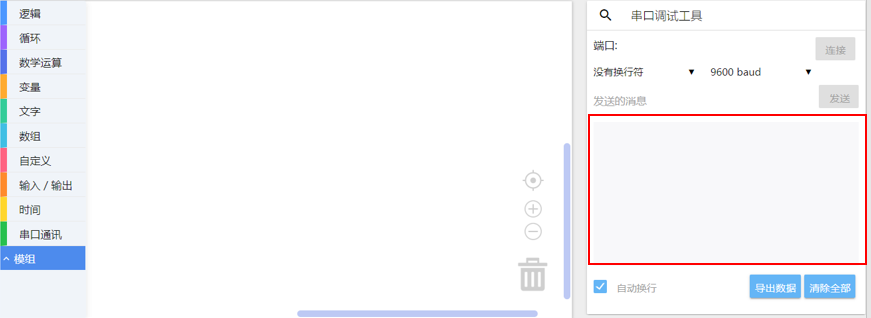 逻辑
循环
数学运算
变量
文字
数组
自定义
输入 / 输出
时间
串口通讯
模组
串口调试工具
端口:
连接
没有换行符
9600 baud
发送的消息
发送
自动换行
导出数据
清除全部